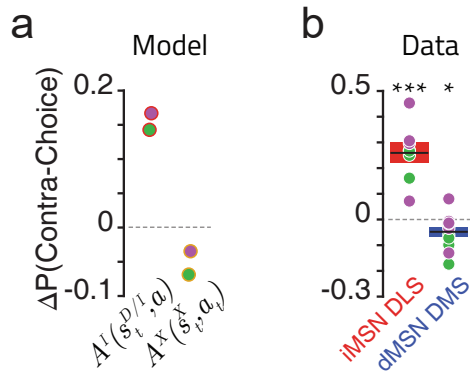 a
Model
ΔP(Contra-Choice)
0.2
0
-0.1
A^I(s_t^{D/I}, a)
A^X(s_t^X, a_t)
b
Data
0.5
0
-0.3
***
*
iMSN DLS
dMSN DMS